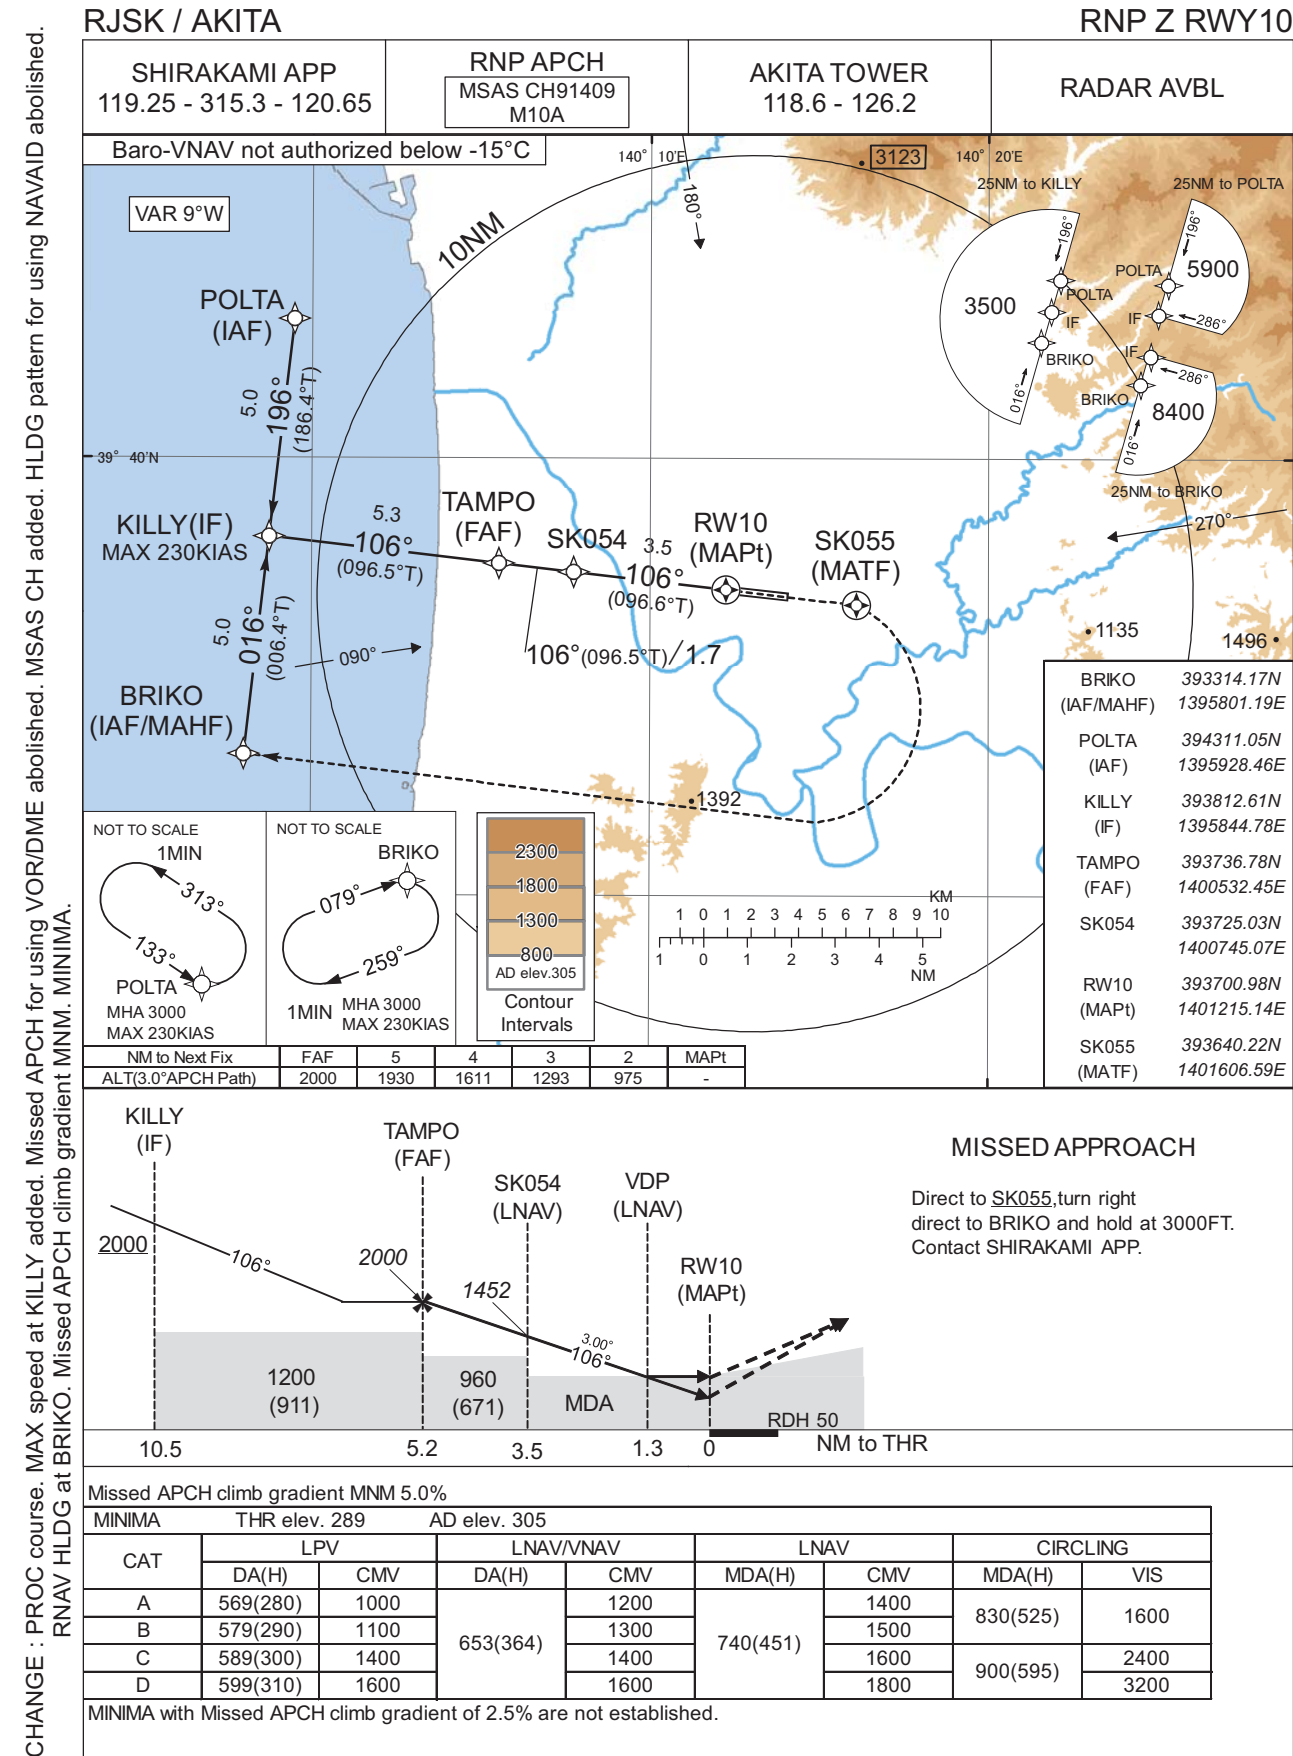 RJSK / AKITA
RNP Z RWY10
SHIRAKAMI APP
119.25 - 315.3 - 120.65
RNP APCH
MSAS CH91409
M10A
AKITA TOWER
118.6 - 126.2
RADAR AVBL
Baro-VNAV not authorized below -15°C
VAR 9°W
140° 10'E
140° 20'E
39° 40'N
10NM
180°
3123
25NM to KILLY
196°
3500
POLTA
IF
BRIKO
016°
25NM to POLTA
196°
POLTA
5900
IF
286°
IF
286°
BRIKO
8400
016°
25NM to BRIKO
270°
POLTA
(IAF)
5.0
196°
(186.4°T)
KILLY(IF)
MAX 230KIAS
5.3
106°
(096.5°T)
TAMPO
(FAF)
SK054
3.5
106°
(096.6°T)
RW10
(MAPt)
SK055
(MATF)
106°(096.5°T)/1.7
5.0
016°
(006.4°T)
090°
BRIKO
(IAF/MAHF)
1135
1496
1392
BRIKO 393314.17N
(IAF/MAHF) 1395801.19E
POLTA 394311.05N
(IAF) 1395928.46E
KILLY 393812.61N
(IF) 1395844.78E
TAMPO 393736.78N
(FAF) 1400532.45E
SK054 393725.03N
1400745.07E
RW10 393700.98N
(MAPt) 1401215.14E
SK055 393640.22N
(MATF) 1401606.59E
NOT TO SCALE
1MIN
313°
133°
POLTA
MHA 3000
MAX 230KIAS
NOT TO SCALE
BRIKO
079°
259°
1MIN
MHA 3000
MAX 230KIAS
2300
1800
1300
800
AD elev.305
Contour
Intervals
KM
1 0 1 2 3 4 5 6 7 8 9 10
1 0 1 2 3 4 5
NM
NM to Next Fix FAF 5 4 3 2 MAPt
ALT(3.0°APCH Path) 2000 1930 1611 1293 975 -
KILLY
(IF)
TAMPO
(FAF)
SK054
(LNAV)
VDP
(LNAV)
RW10
(MAPt)
2000
106°
2000
1452
3.00°
106°
1200
(911)
960
(671)
MDA
RDH 50
10.5 5.2 3.5 1.3 0 NM to THR
MISSED APPROACH
Direct to SK055,turn right
direct to BRIKO and hold at 3000FT.
Contact SHIRAKAMI APP.
Missed APCH climb gradient MNM 5.0%
MINIMA THR elev. 289 AD elev. 305
CAT LPV LNAV/VNAV LNAV CIRCLING
DA(H) CMV DA(H) CMV MDA(H) CMV MDA(H) VIS
A 569(280) 1000 653(364) 1200 740(451) 1400 830(525) 1600
B 579(290) 1100 1300 1500
C 589(300) 1400 1400 1600 900(595) 2400
D 599(310) 1600 1600 1800 3200
MINIMA with Missed APCH climb gradient of 2.5% are not established.
CHANGE : PROC course. MAX speed at KILLY added. Missed APCH for using VOR/DME abolished. MSAS CH added. HLDG pattern for using NAVAID abolished.
RNAV HLDG at BRIKO. Missed APCH climb gradient MNM. MINIMA.